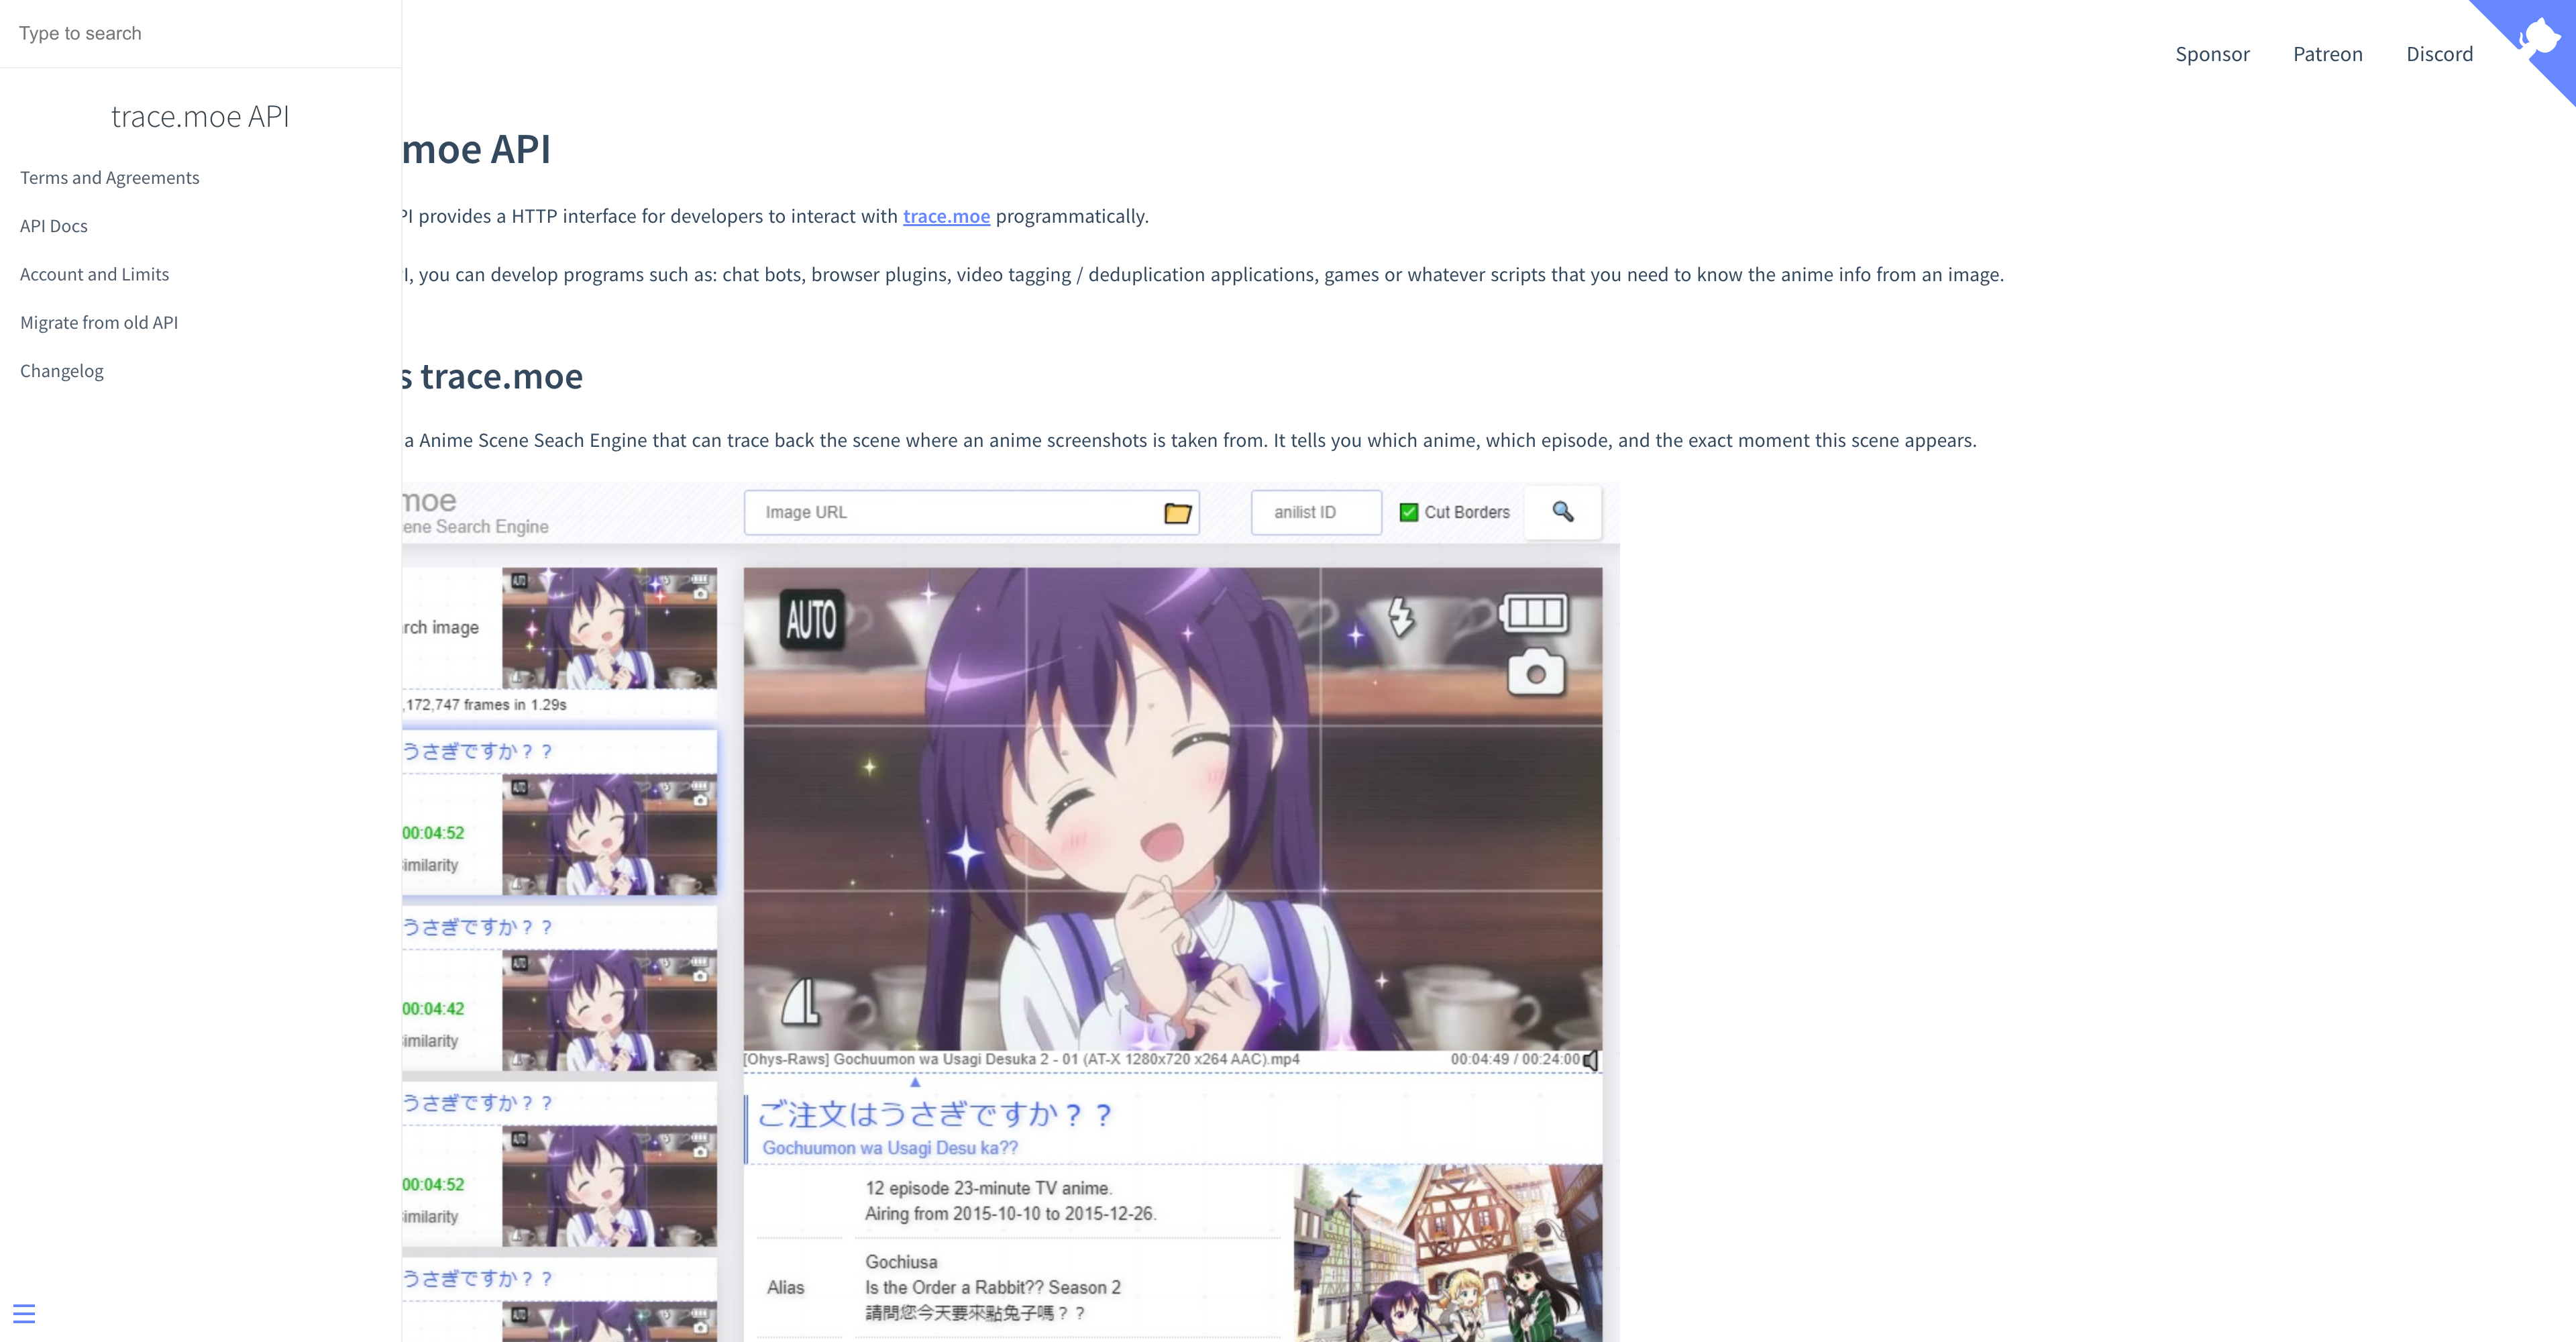 Type to search
trace.moe API
Terms and Agreements
API Docs
Account and Limits
Migrate from old API
Changelog
Sponsor Patreon Discord
moe API
PI provides a HTTP interface for developers to interact with trace.moe programmatically.
I, you can develop programs such as: chat bots, browser plugins, video tagging / deduplication applications, games or whatever scripts that you need to know the anime info from an image.
s trace.moe
a Anime Scene Seach Engine that can trace back the scene where an anime screenshots is taken from. It tells you which anime, which episode, and the exact moment this scene appears.
moe
ene Search Engine
Image URL
anilist ID
Cut Borders
rch image
,172,747 frames in 1.29s
うさぎですか？？
00:04:52
imilarity
うさぎですか？？
00:04:42
imilarity
うさぎですか？？
00:04:52
imilarity
うさぎですか？？
AUTO
[Ohys-Raws] Gochuumon wa Usagi Desuka 2 - 01 (AT-X 1280x720 x264 AAC).mp4
00:04:49 / 00:24:00
ご注文はうさぎですか？？
Gochuumon wa Usagi Desu ka??
12 episode 23-minute TV anime.
Airing from 2015-10-10 to 2015-12-26.
Alias
Gochiusa
Is the Order a Rabbit?? Season 2
請問您今天要來點兔子嗎？？